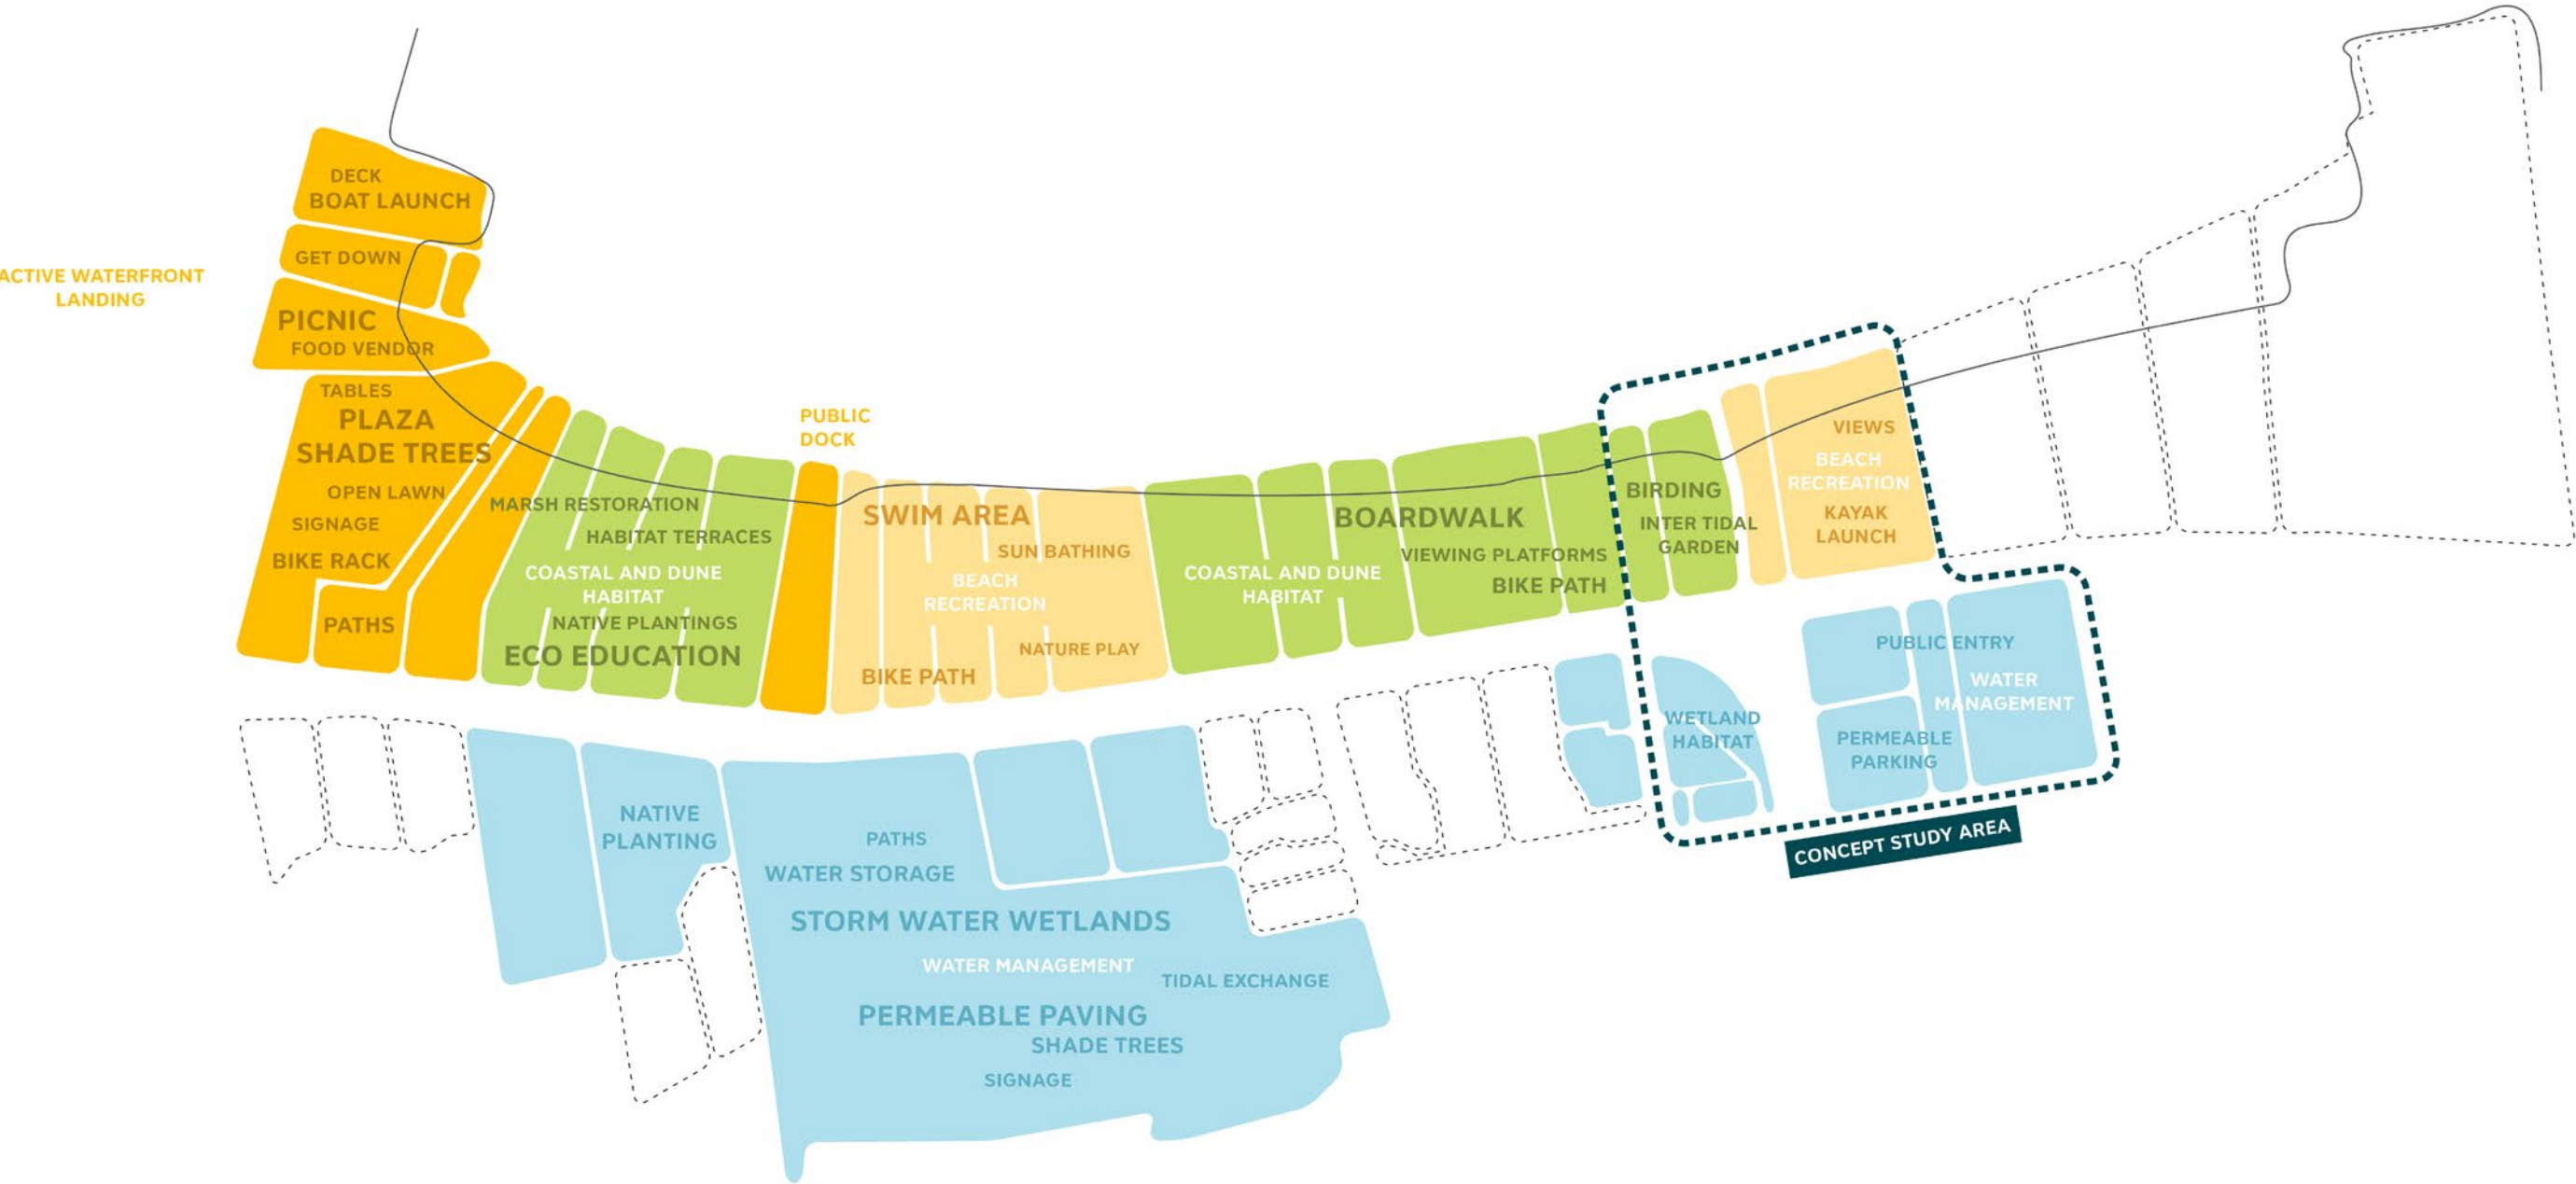 ACTIVE WATERFRONT
LANDING
DECK
BOAT LAUNCH
GET DOWN
PICNIC
FOOD VENDOR
TABLES
PLAZA
SHADE TREES
OPEN LAWN
SIGNAGE
BIKE RACK
PATHS
MARSH RESTORATION
HABITAT TERRACES
COASTAL AND DUNE
HABITAT
NATIVE PLANTINGS
ECO EDUCATION
PUBLIC
DOCK
SWIM AREA
SUN BATHING
BEACH
RECREATION
NATURE PLAY
BIKE PATH
COASTAL AND DUNE
HABITAT
BOARDWALK
VIEWING PLATFORMS
BIKE PATH
BIRDING
INTER TIDAL
GARDEN
VIEWS
BEACH
RECREATION
KAYAK
LAUNCH
PUBLIC ENTRY
WATER
MANAGEMENT
PERMEABLE
PARKING
WETLAND
HABITAT
CONCEPT STUDY AREA
NATIVE
PLANTING
PATHS
WATER STORAGE
STORM WATER WETLANDS
WATER MANAGEMENT
TIDAL EXCHANGE
PERMEABLE PAVING
SHADE TREES
SIGNAGE